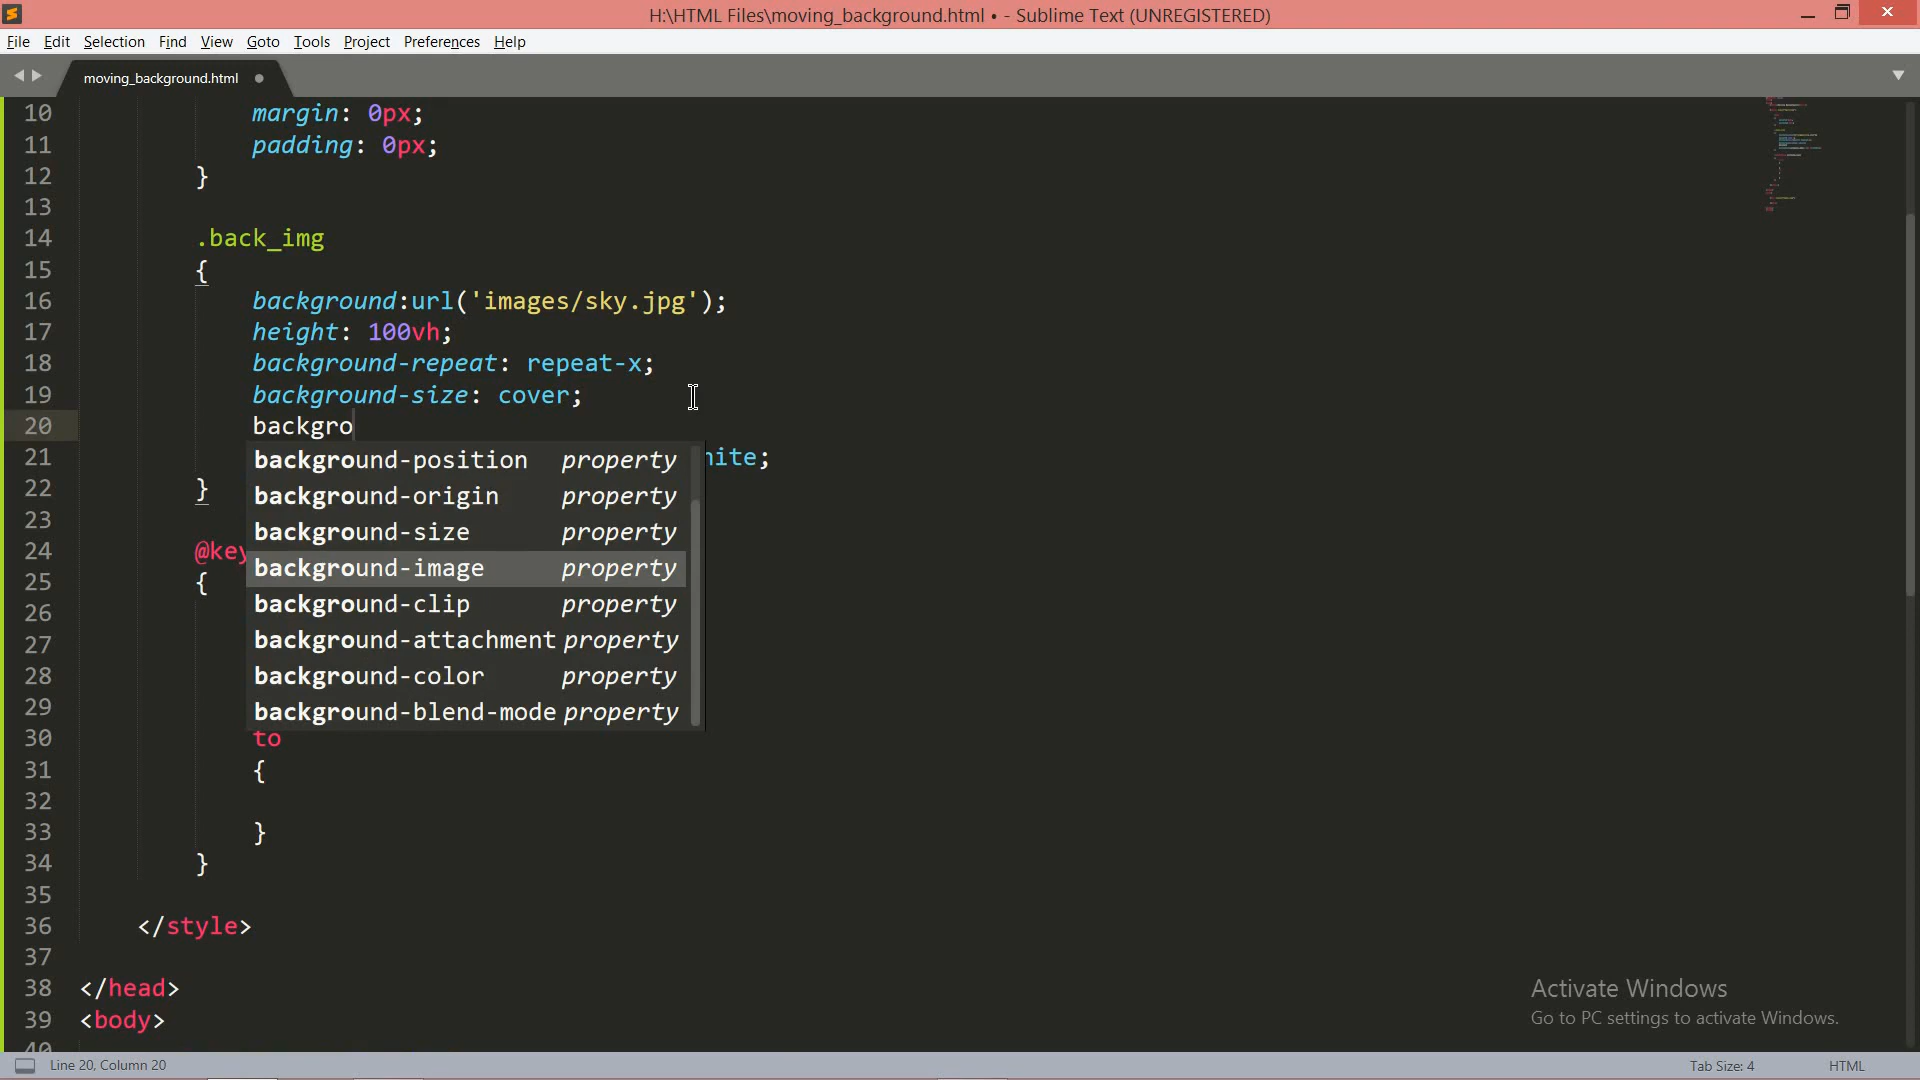 H:\HTML Files\moving_background.html • - Sublime Text (UNREGISTERED)
File Edit Selection Find View Goto Tools Project Preferences Help
moving_background.html
10 margin: 0px;
11 padding: 0px;
12 }
13
14 .back_img
15 {
16 background:url('images/sky.jpg');
17 height: 100vh;
18 background-repeat: repeat-x;
19 background-size: cover;
20 backgro
background-position property
21 nite;
background-origin property
22 }
23 background-size property
24 @key
background-image property
25 {
26 background-clip property
27 background-attachment property
28 background-color property
29 background-blend-mode property
30 to
31 {
32
33 }
34 }
35
36 </style>
37
38 </head>
39 <body>
40
Activate Windows
Go to PC settings to activate Windows.
Line 20, Column 20 Tab Size: 4 HTML